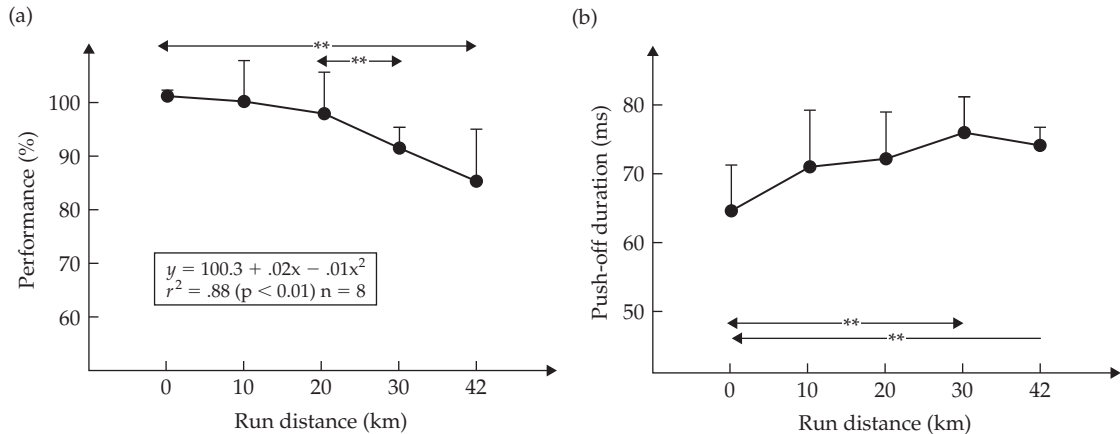 (a)
**
**
100
90
80
70
60
Performance (%)
y = 100.3 + .02x − .01x²
r² = .88 (p < 0.01) n = 8
0 10 20 30 42
Run distance (km)
(b)
80
70
60
50
Push-off duration (ms)
**
**
0 10 20 30 42
Run distance (km)